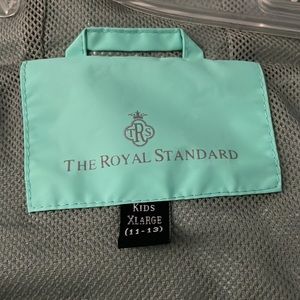 TRS
THE ROYAL STANDARD
KIDS
XLARGE
(11-13)